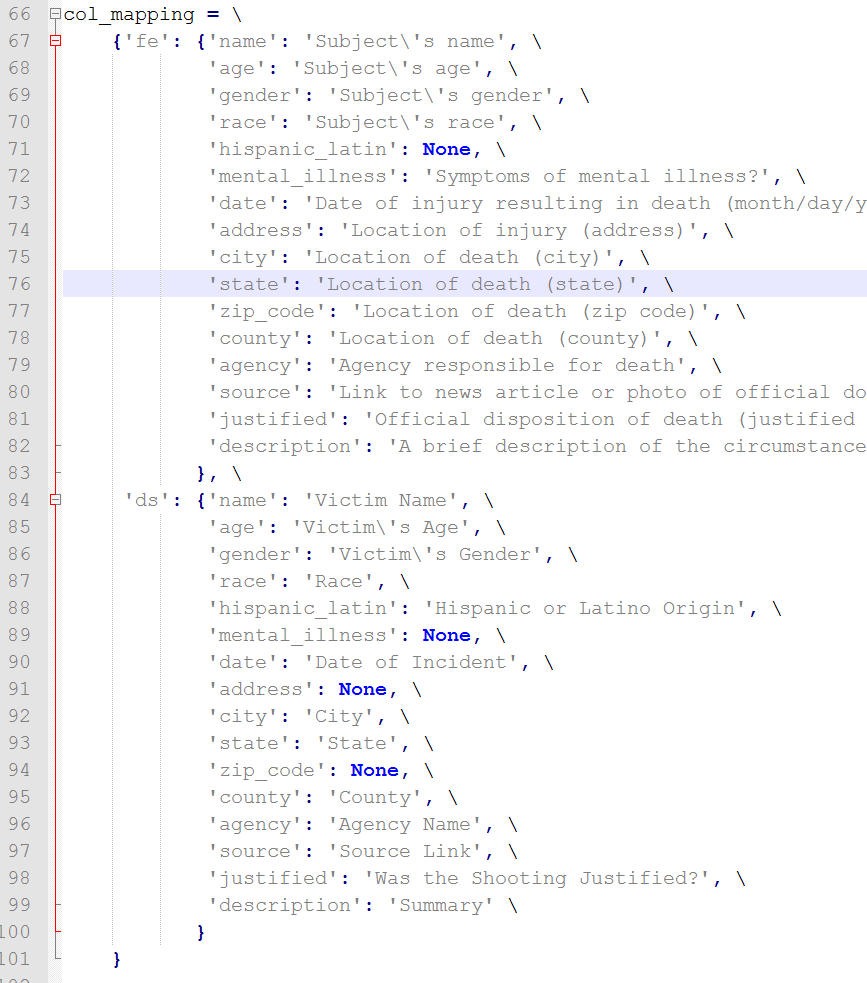 66 col_mapping = \
67 {'fe': {'name': 'Subject\'s name', \
68 'age': 'Subject\'s age', \
69 'gender': 'Subject\'s gender', \
70 'race': 'Subject\'s race', \
71 'hispanic_latin': None, \
72 'mental_illness': 'Symptoms of mental illness?', \
73 'date': 'Date of injury resulting in death (month/day/y
74 'address': 'Location of injury (address)', \
75 'city': 'Location of death (city)', \
76 'state': 'Location of death (state)', \
77 'zip_code': 'Location of death (zip code)', \
78 'county': 'Location of death (county)', \
79 'agency': 'Agency responsible for death', \
80 'source': 'Link to news article or photo of official do
81 'justified': 'Official disposition of death (justified
82 'description': 'A brief description of the circumstance
83 }, \
84 'ds': {'name': 'Victim Name', \
85 'age': 'Victim\'s Age', \
86 'gender': 'Victim\'s Gender', \
87 'race': 'Race', \
88 'hispanic_latin': 'Hispanic or Latino Origin', \
89 'mental_illness': None, \
90 'date': 'Date of Incident', \
91 'address': None, \
92 'city': 'City', \
93 'state': 'State', \
94 'zip_code': None, \
95 'county': 'County', \
96 'agency': 'Agency Name', \
97 'source': 'Source Link', \
98 'justified': 'Was the Shooting Justified?', \
99 'description': 'Summary' \
100 }
101 }